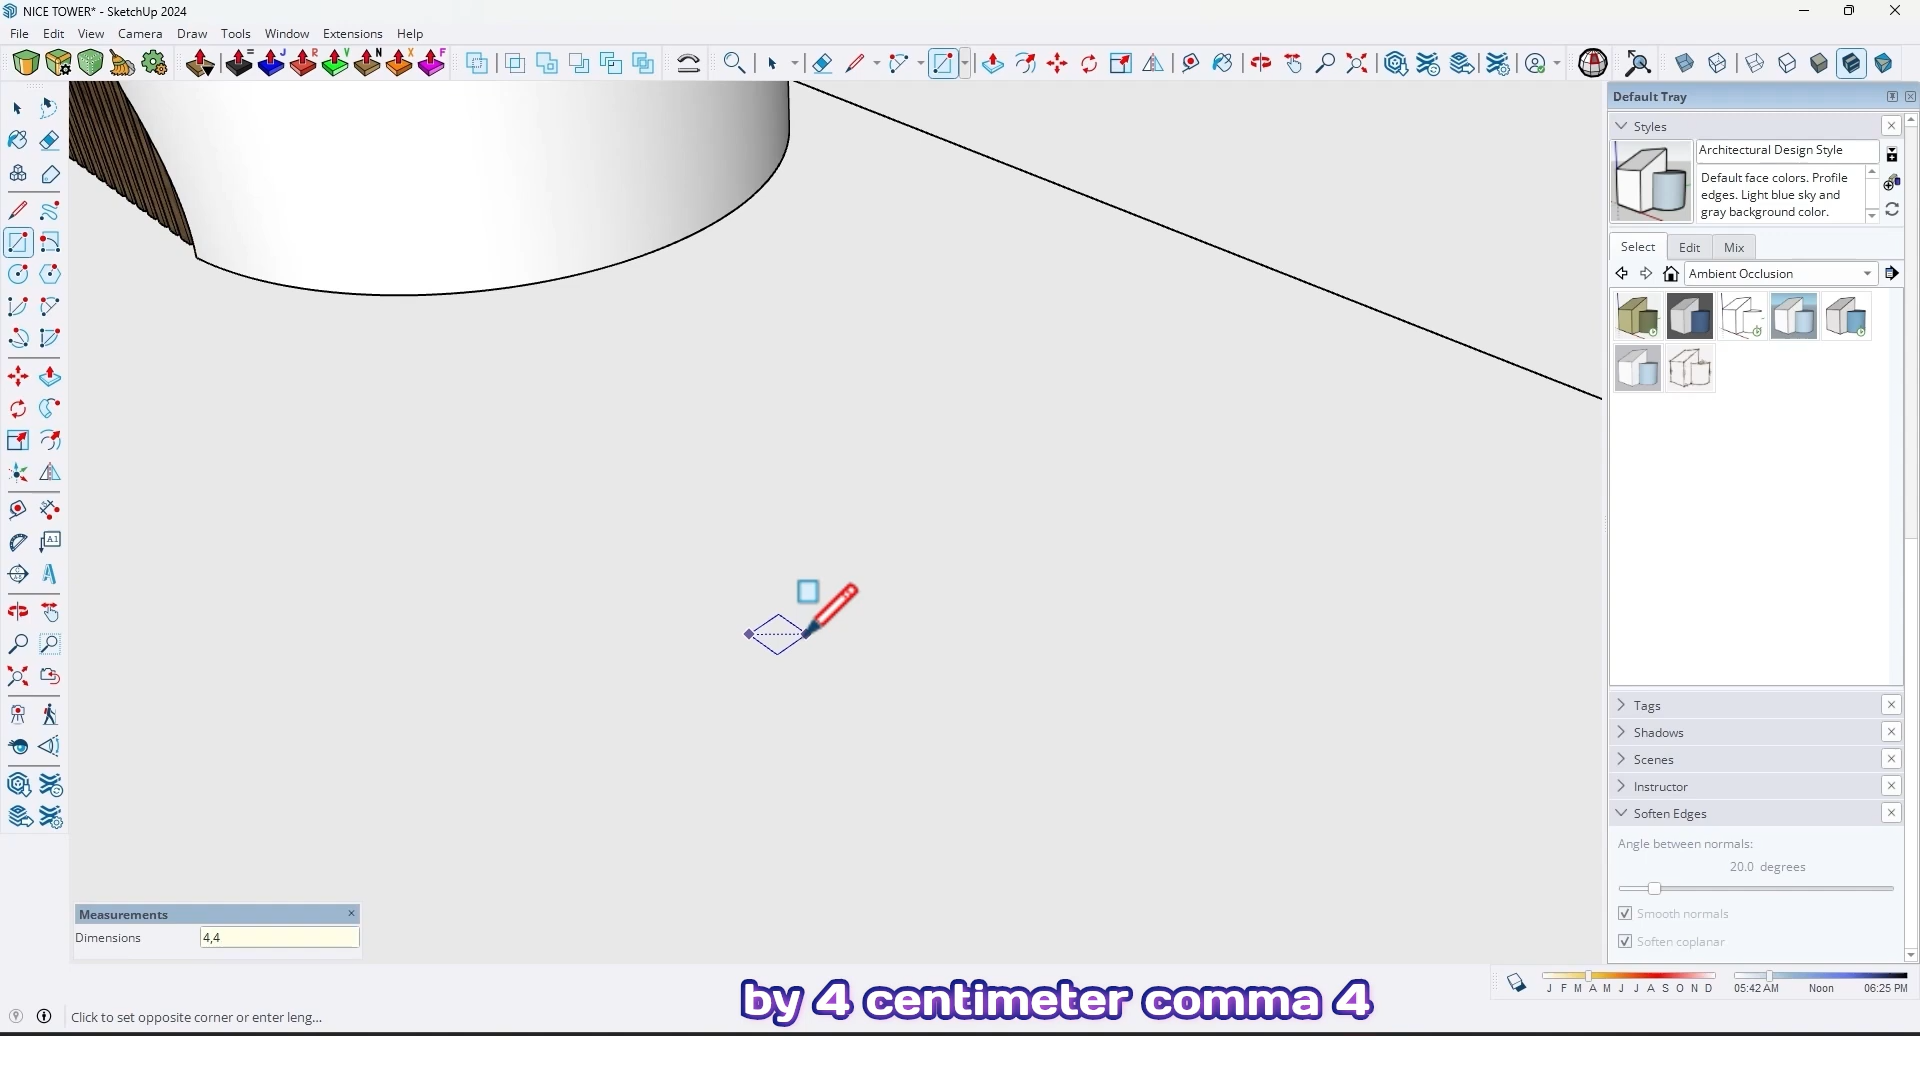 NICE TOWER* - SketchUp 2024
File Edit View Camera Draw Tools Window Extensions Help
= J R V N X F
Default Tray
Styles
Architectural Design Style
Default face colors. Profile
edges. Light blue sky and
gray background color.
Select Edit Mix
Ambient Occlusion
A1
Tags
Shadows
Scenes
Instructor
Soften Edges
Angle between normals:
20.0 degrees
Smooth normals
Soften coplanar
Measurements
Dimensions 4,4
J F M A M J J A S O N D
05:42 AM Noon 06:25 PM
by 4 centimeter comma 4
Click to set opposite corner or enter leng...